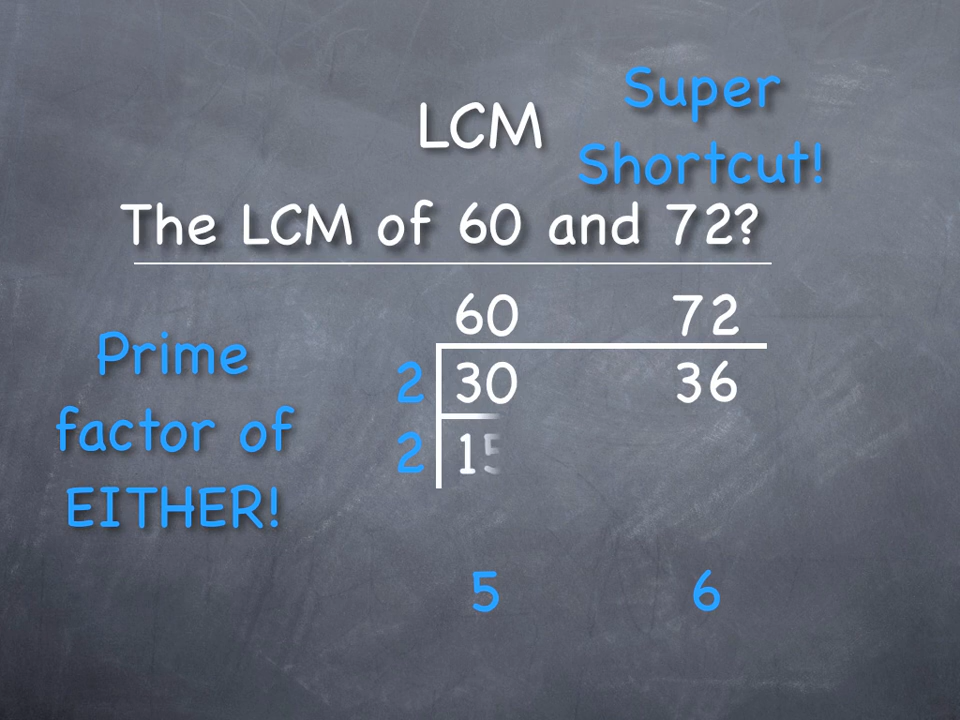 Super
LCM
Shortcut!
The LCM of 60 and 72?
60 72
Prime
2 30 36
factor of
2 15
EITHER!
5 6